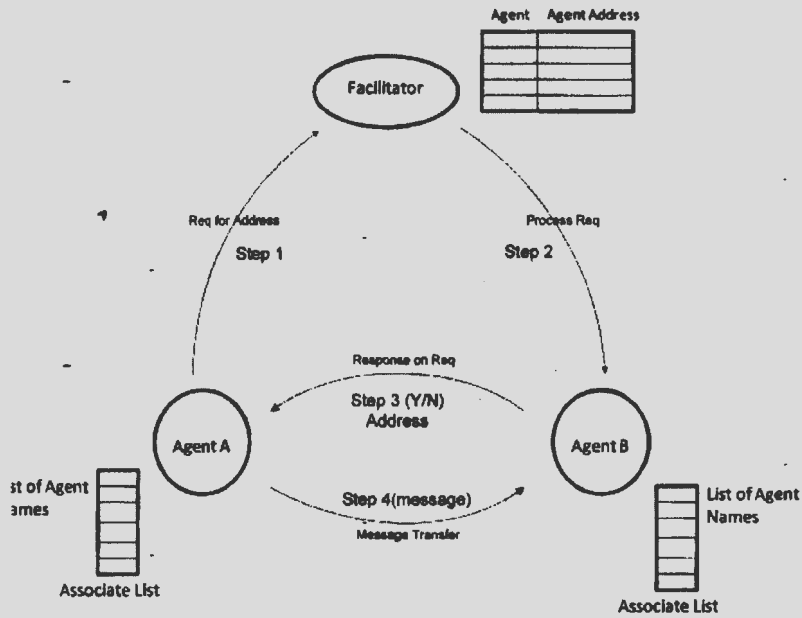 Agent Agent Address
Facilitator
Req for Address
Step 1
Process Req
Step 2
Response on Req
Step 3 (Y/N)
Address
Agent A
Agent B
Step 4(message)
Message Transfer
st of Agent
ames
Associate List
List of Agent
Names
Associate List